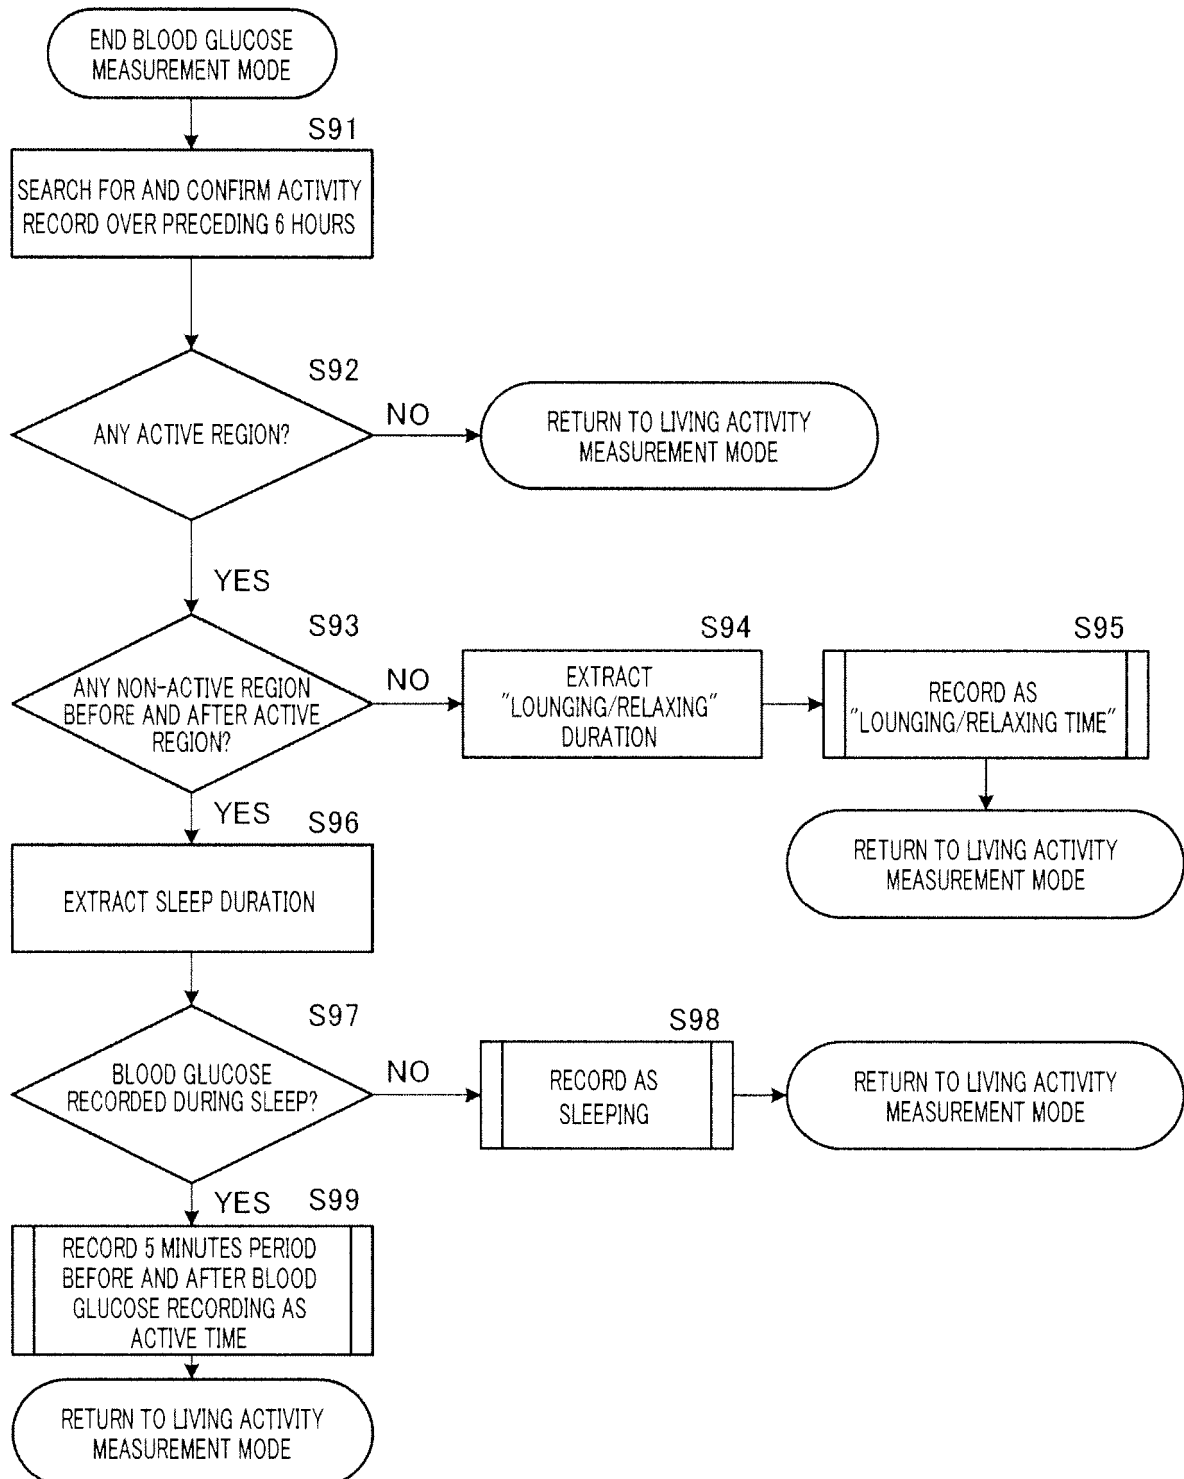 END BLOOD GLUCOSE
MEASUREMENT MODE
S91
SEARCH FOR AND CONFIRM ACTIVITY
RECORD OVER PRECEDING 6 HOURS
S92
ANY ACTIVE REGION?
NO
RETURN TO LIVING ACTIVITY
MEASUREMENT MODE
YES
S93
ANY NON-ACTIVE REGION
BEFORE AND AFTER ACTIVE
REGION?
NO
S94
EXTRACT
"LOUNGING/RELAXING"
DURATION
S95
RECORD AS
"LOUNGING/RELAXING TIME"
RETURN TO LIVING ACTIVITY
MEASUREMENT MODE
YES
S96
EXTRACT SLEEP DURATION
S97
BLOOD GLUCOSE
RECORDED DURING SLEEP?
NO
S98
RECORD AS
SLEEPING
RETURN TO LIVING ACTIVITY
MEASUREMENT MODE
YES
S99
RECORD 5 MINUTES PERIOD
BEFORE AND AFTER BLOOD
GLUCOSE RECORDING AS
ACTIVE TIME
RETURN TO LIVING ACTIVITY
MEASUREMENT MODE